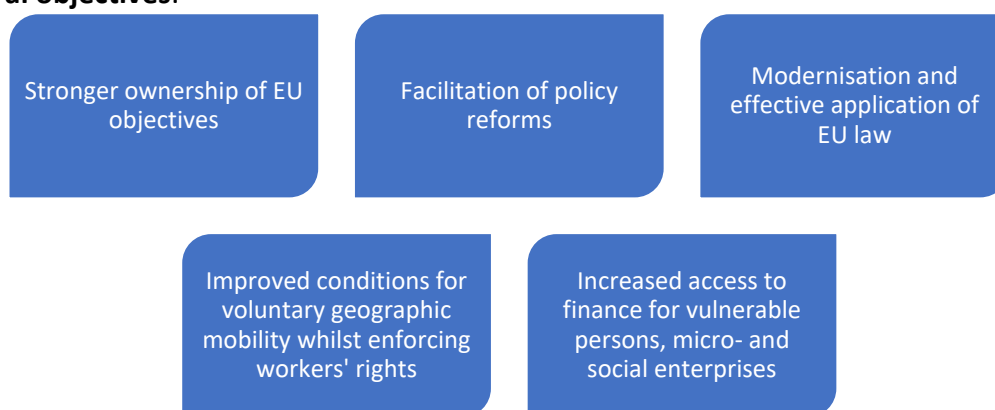 al objectives.
Stronger ownership of EU
objectives
Facilitation of policy
reforms
Modernisation and
effective application of
EU law
Improved conditions for
voluntary geographic
mobility whilst enforcing
workers' rights
Increased access to
finance for vulnerable
persons, micro- and
social enterprises